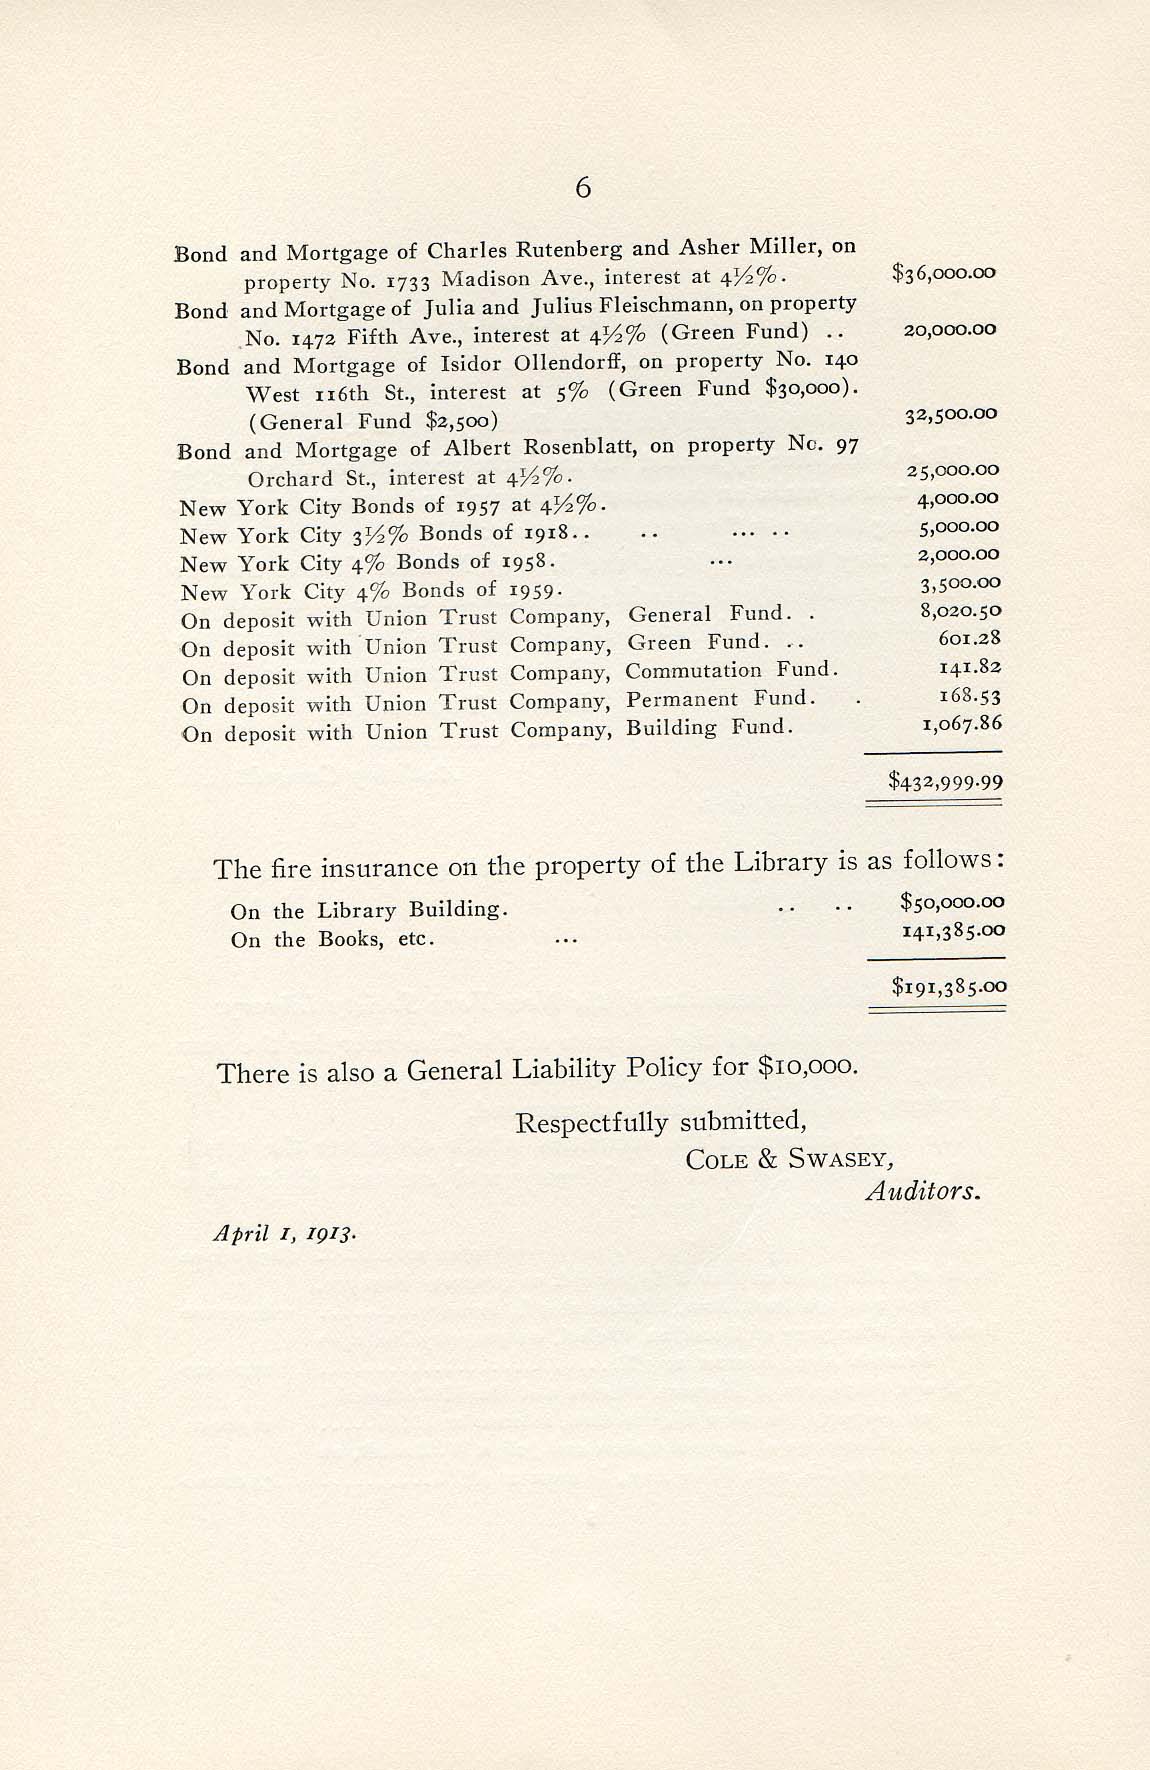 6
Bond and Mortgage of Charles Rutenberg and Asher Miller, on
property No. 1733 Madison Ave., interest at 4½%. $36,000.00
Bond and Mortgage of Julia and Julius Fleischmann, on property
No. 1472 Fifth Ave., interest at 4½% (Green Fund) .. 20,000.00
Bond and Mortgage of Isidor Ollendorff, on property No. 140
West 116th St., interest at 5% (Green Fund $30,000).
(General Fund $2,500) 32,500.00
Bond and Mortgage of Albert Rosenblatt, on property No. 97
Orchard St., interest at 4½%. 25,000.00
New York City Bonds of 1957 at 4½%. 4,000.00
New York City 3½% Bonds of 1918.. .. ... .. 5,000.00
New York City 4% Bonds of 1958. ... 2,000.00
New York City 4% Bonds of 1959. 3,500.00
On deposit with Union Trust Company, General Fund. . 8,020.50
On deposit with Union Trust Company, Green Fund. .. 601.28
On deposit with Union Trust Company, Commutation Fund. 141.82
On deposit with Union Trust Company, Permanent Fund. . 168.53
On deposit with Union Trust Company, Building Fund. 1,067.86
$432,999.99
The fire insurance on the property of the Library is as follows:
On the Library Building. .. .. $50,000.00
On the Books, etc. ... 141,385.00
$191,385.00
There is also a General Liability Policy for $10,000.
Respectfully submitted,
COLE & SWASEY,
Auditors.
April 1, 1913.